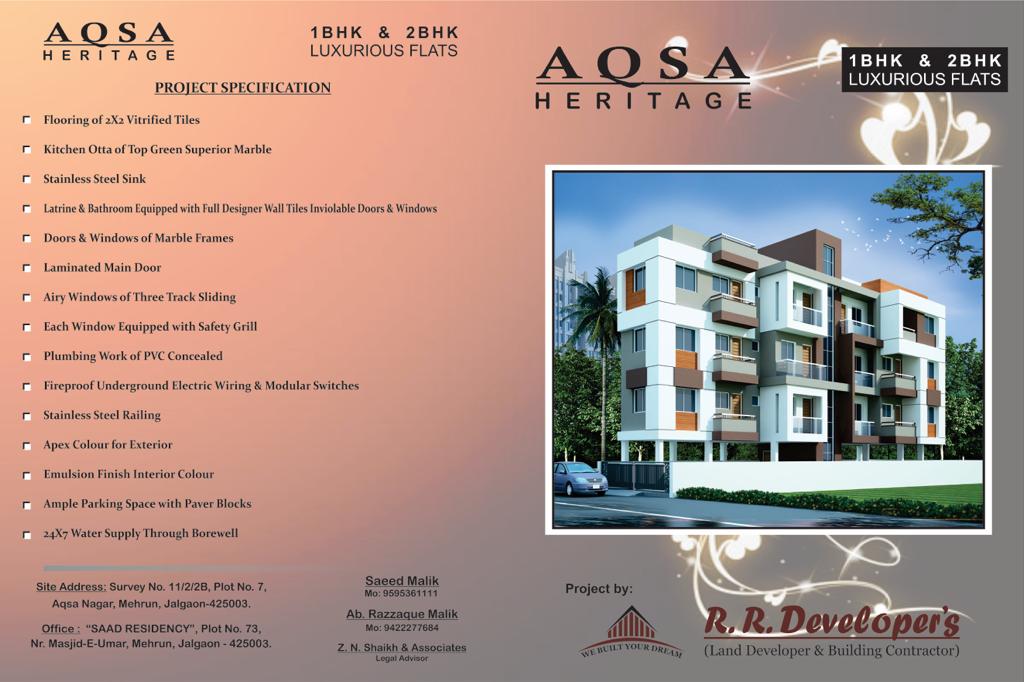 AQSA
HERITAGE
1BHK & 2BHK
LUXURIOUS FLATS
PROJECT SPECIFICATION
Flooring of 2X2 Vitrified Tiles
Kitchen Otta of Top Green Superior Marble
Stainless Steel Sink
Latrine & Bathroom Equipped with Full Designer Wall Tiles Inviolable Doors & Windows
Doors & Windows of Marble Frames
Laminated Main Door
Airy Windows of Three Track Sliding
Each Window Equipped with Safety Grill
Plumbing Work of PVC Concealed
Fireproof Underground Electric Wiring & Modular Switches
Stainless Steel Railing
Apex Colour for Exterior
Emulsion Finish Interior Colour
Ample Parking Space with Paver Blocks
24X7 Water Supply Through Borewell
Site Address: Survey No. 11/2/2B, Plot No. 7,
Aqsa Nagar, Mehrun, Jalgaon-425003.
Office : "SAAD RESIDENCY", Plot No. 73,
Nr. Masjid-E-Umar, Mehrun, Jalgaon - 425003.
Saeed Malik
Mo: 9595361111
Ab. Razzaque Malik
Mo: 9422277684
Z. N. Shaikh & Associates
Legal Advisor
AQSA
HERITAGE
1BHK & 2BHK
LUXURIOUS FLATS
Project by:
WE BUILT YOUR DREAM
R. R. Developer's
(Land Developer & Building Contractor)